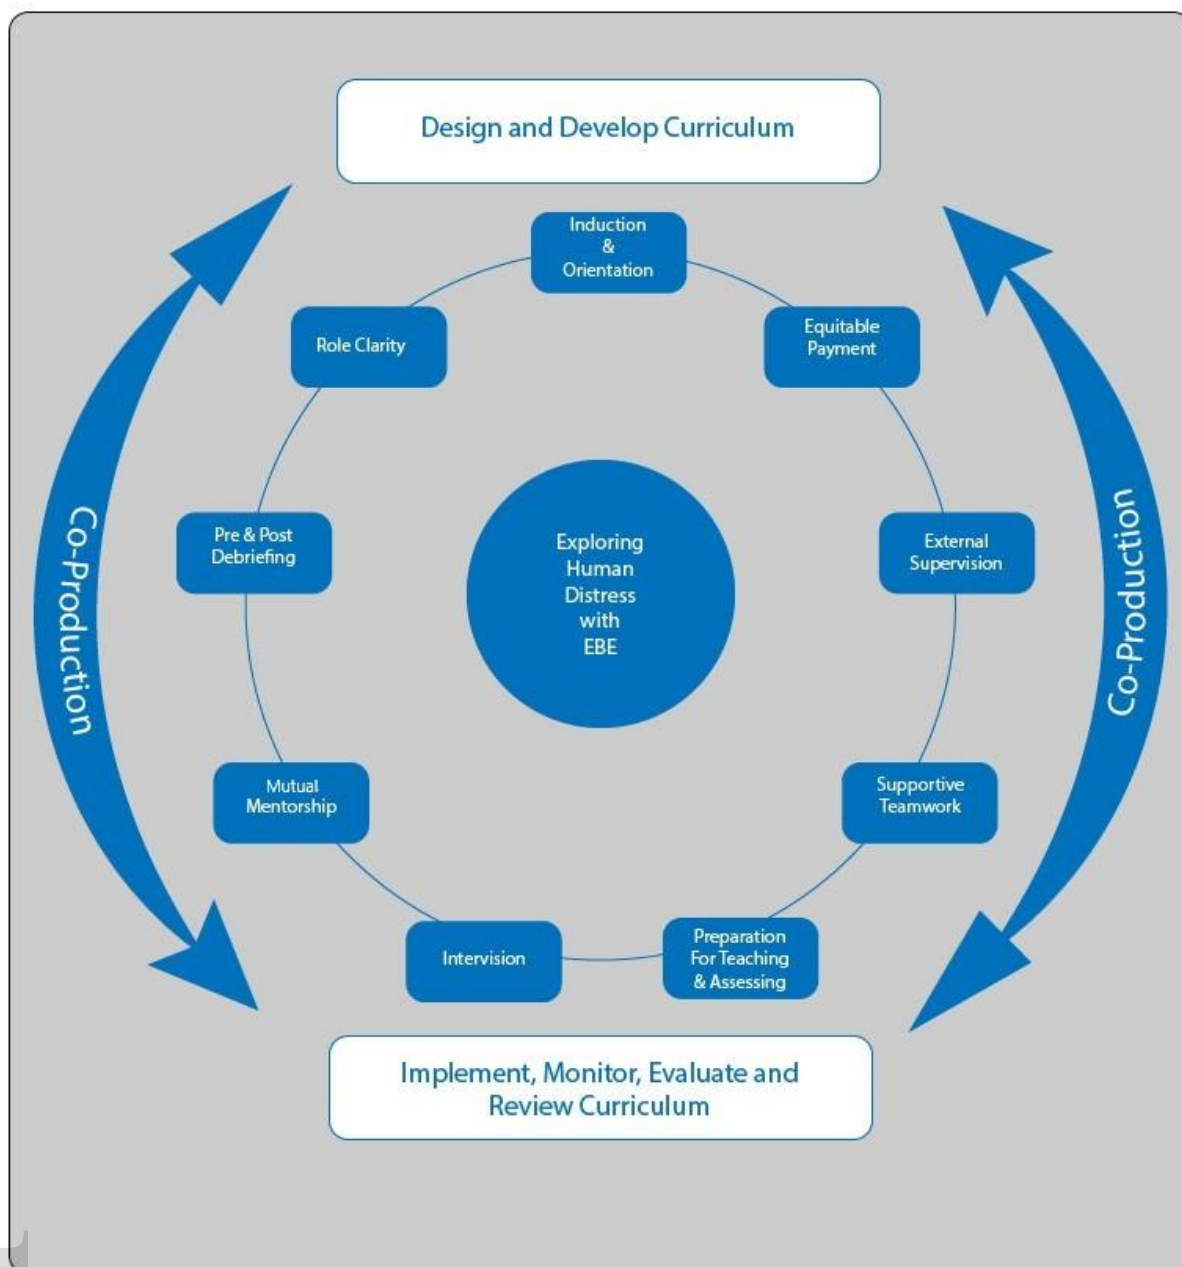 Design and Develop Curriculum
Induction
&
Orientation
Role Clarity
Equitable
Payment
Pre & Post
Debriefing
Exploring
Human
Distress
with
EBE
External
Supervision
Co-Production
Co-Production
Mutual
Mentorship
Supportive
Teamwork
Intervision
Preparation
For Teaching
& Assessing
Implement, Monitor, Evaluate and
Review Curriculum